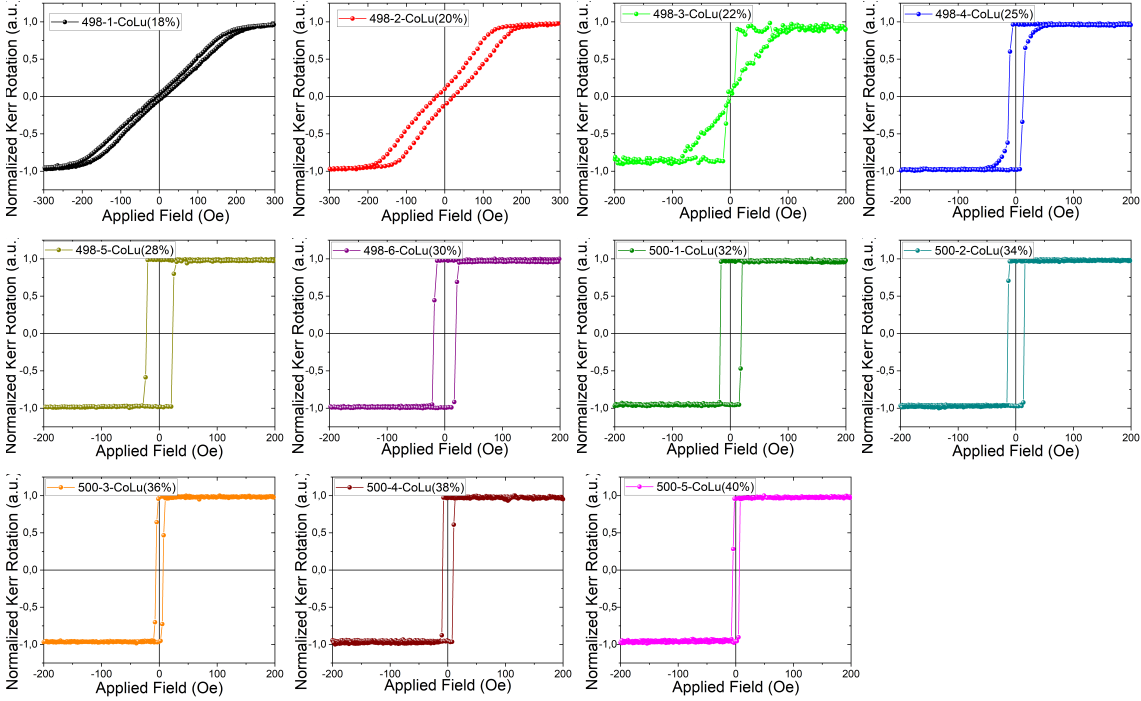 Normalized Kerr Rotation (a.u.)
498-1-CoLu(18%)
1,0
0,5
0,0
-0,5
-1,0
-300 -200 -100 0 100 200 300
Applied Field (Oe)
Normalized Kerr Rotation (a.u.)
498-2-CoLu(20%)
1,0
0,5
0,0
-0,5
-1,0
-300 -200 -100 0 100 200 300
Applied Field (Oe)
Normalized Kerr Rotation (a.u.)
498-3-CoLu(22%)
1,0
0,5
0,0
-0,5
-1,0
-200 -100 0 100 200
Applied Field (Oe)
Normalized Kerr Rotation (a.u.)
498-4-CoLu(25%)
1,0
0,5
0,0
-0,5
-1,0
-200 -100 0 100 200
Applied Field (Oe)
Normalized Kerr Rotation (a.u.)
498-5-CoLu(28%)
1,0
0,5
0,0
-0,5
-1,0
-200 -100 0 100 200
Applied Field (Oe)
Normalized Kerr Rotation (a.u.)
498-6-CoLu(30%)
1,0
0,5
0,0
-0,5
-1,0
-200 -100 0 100 200
Applied Field (Oe)
Normalized Kerr Rotation (a.u.)
500-1-CoLu(32%)
1,0
0,5
0,0
-0,5
-1,0
-200 -100 0 100 200
Applied Field (Oe)
Normalized Kerr Rotation (a.u.)
500-2-CoLu(34%)
1,0
0,5
0,0
-0,5
-1,0
-200 -100 0 100 200
Applied Field (Oe)
Normalized Kerr Rotation (a.u.)
500-3-CoLu(36%)
1,0
0,5
0,0
-0,5
-1,0
-200 -100 0 100 200
Applied Field (Oe)
Normalized Kerr Rotation (a.u.)
500-4-CoLu(38%)
1,0
0,5
0,0
-0,5
-1,0
-200 -100 0 100 200
Applied Field (Oe)
Normalized Kerr Rotation (a.u.)
500-5-CoLu(40%)
1,0
0,5
0,0
-0,5
-1,0
-200 -100 0 100 200
Applied Field (Oe)